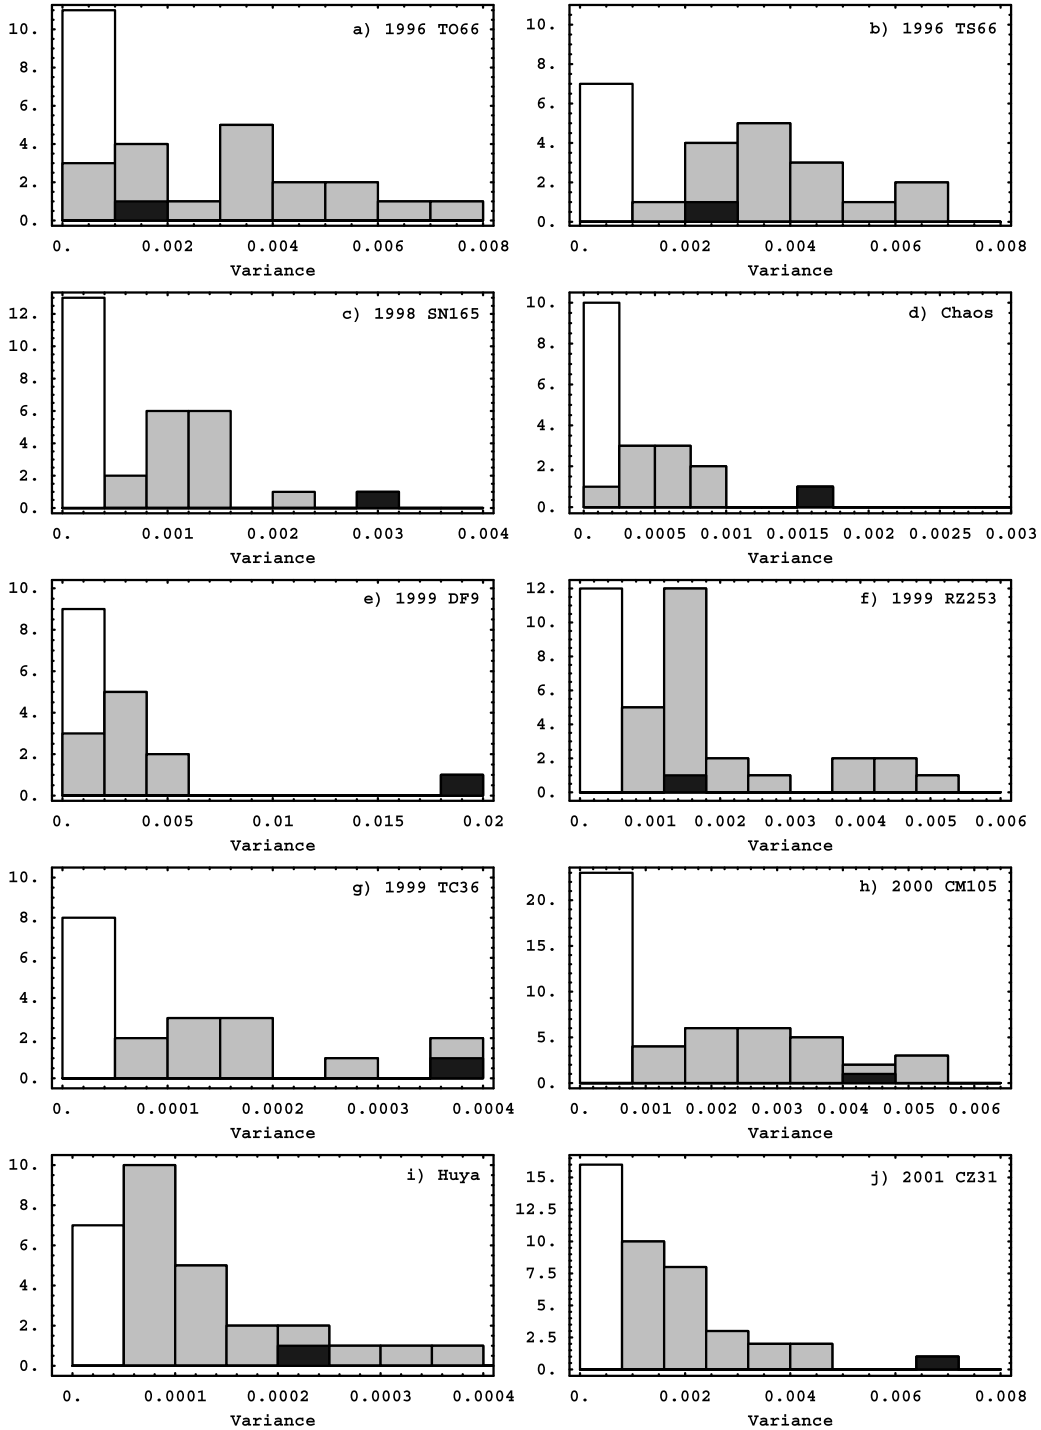 a) 1996 TO66
10.
8.
6.
4.
2.
0.
0. 0.002 0.004 0.006 0.008
Variance
b) 1996 TS66
10.
8.
6.
4.
2.
0.
0. 0.002 0.004 0.006 0.008
Variance
c) 1998 SN165
12.
10.
8.
6.
4.
2.
0.
0. 0.001 0.002 0.003 0.004
Variance
d) Chaos
10.
8.
6.
4.
2.
0.
0. 0.0005 0.001 0.0015 0.002 0.0025 0.003
Variance
e) 1999 DF9
10.
8.
6.
4.
2.
0.
0. 0.005 0.01 0.015 0.02
Variance
f) 1999 RZ253
12.
10.
8.
6.
4.
2.
0.
0. 0.001 0.002 0.003 0.004 0.005 0.006
Variance
g) 1999 TC36
10.
8.
6.
4.
2.
0.
0. 0.0001 0.0002 0.0003 0.0004
Variance
h) 2000 CM105
20.
15.
10.
5.
0.
0. 0.001 0.002 0.003 0.004 0.005 0.006
Variance
i) Huya
10.
8.
6.
4.
2.
0.
0. 0.0001 0.0002 0.0003 0.0004
Variance
j) 2001 CZ31
15.
12.5
10.
7.5
5.
2.5
0.
0. 0.002 0.004 0.006 0.008
Variance